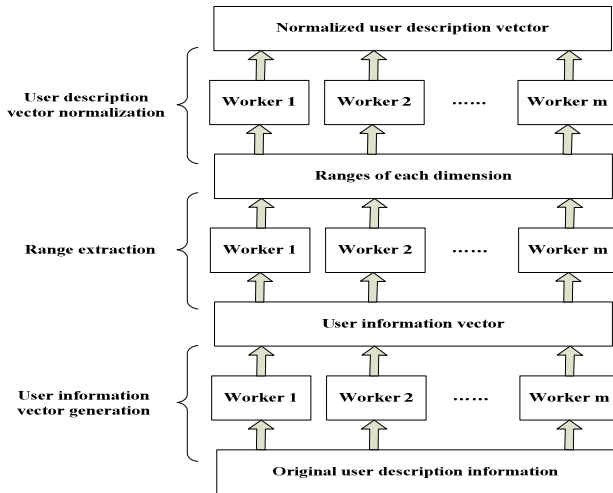 Normalized user description vetctor
User description
vector normalization
Worker 1 Worker 2 ...... Worker m
Ranges of each dimension
Range extraction
Worker 1 Worker 2 ...... Worker m
User information vector
User information
vector generation
Worker 1 Worker 2 ...... Worker m
Original user description information